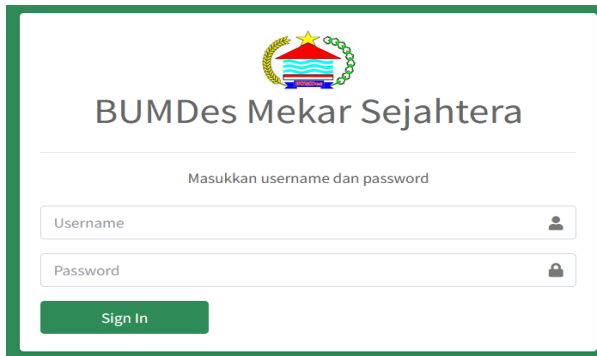 BUMDes Mekar Sejahtera
Masukkan username dan password
Username
Password
Sign In